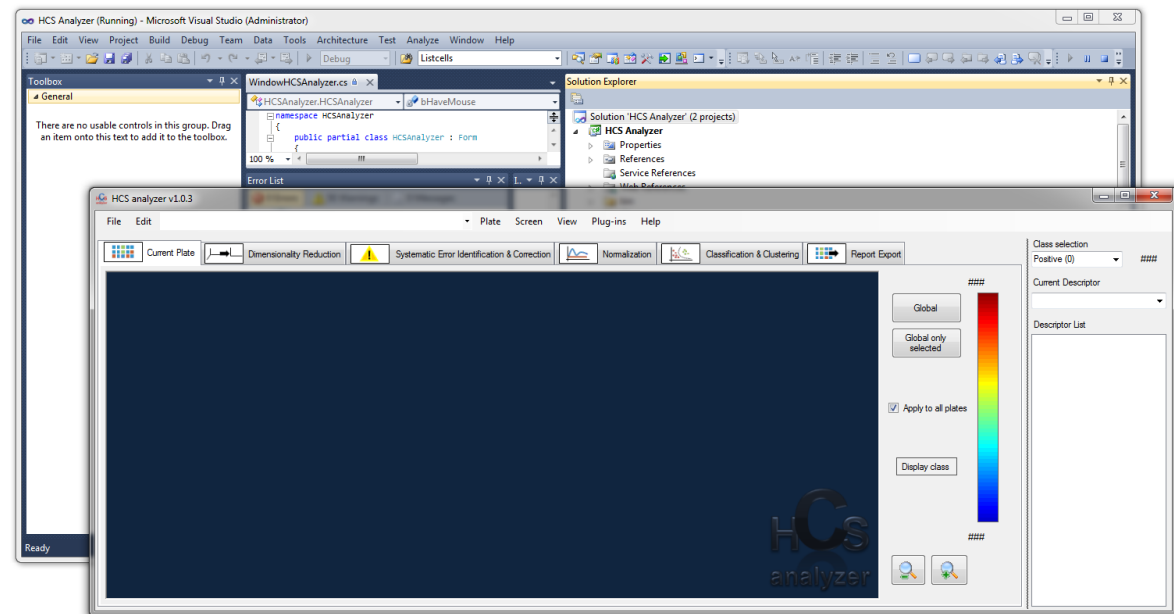 HCS Analyzer (Running) - Microsoft Visual Studio (Administrator)
File Edit View Project Build Debug Team Data Tools Architecture Test Analyze Window Help
Debug Listcells
Toolbox
General
There are no usable controls in this group. Drag
an item onto this text to add it to the toolbox.
WindowHCSAnalyzer.cs
HCSAnalyzer.HCSAnalyzer bHaveMouse
namespace HCSAnalyzer
{
public partial class HCSAnalyzer : Form
{
100 %
Error List
Solution Explorer
Solution 'HCS Analyzer' (2 projects)
HCS Analyzer
Properties
References
Service References
Web References
Ready
HCS analyzer v1.0.3
File Edit Plate Screen View Plug-ins Help
Current Plate Dimensionality Reduction Systematic Error Identification & Correction Normalization Classification & Clustering Report Export
###
Global
Global only
selected
Apply to all plates
Display class
###
HCS
analyzer
Class selection
Positive (0) ###
Current Descriptor
Descriptor List